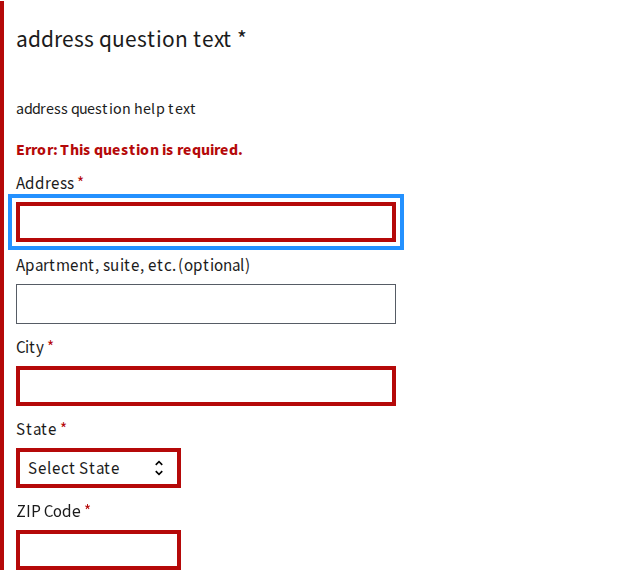 address question text *
address question help text
Error: This question is required.
Address *
Apartment, suite, etc. (optional)
City *
State *
Select State
ZIP Code *